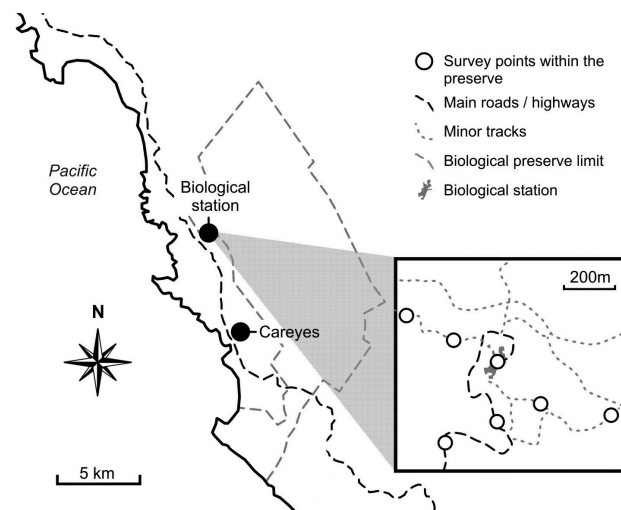 Pacific
Ocean
Biological
station
Careyes
N
5 km
Survey points within the
preserve
Main roads / highways
Minor tracks
Biological preserve limit
Biological station
200m